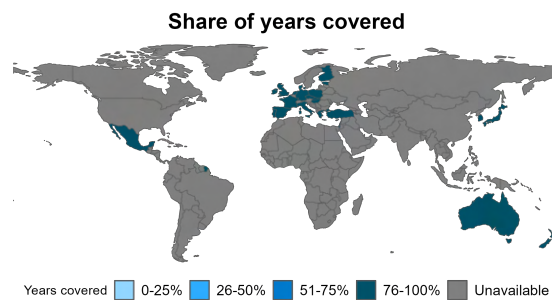 Share of years covered
Years covered 0-25% 26-50% 51-75% 76-100% Unavailable